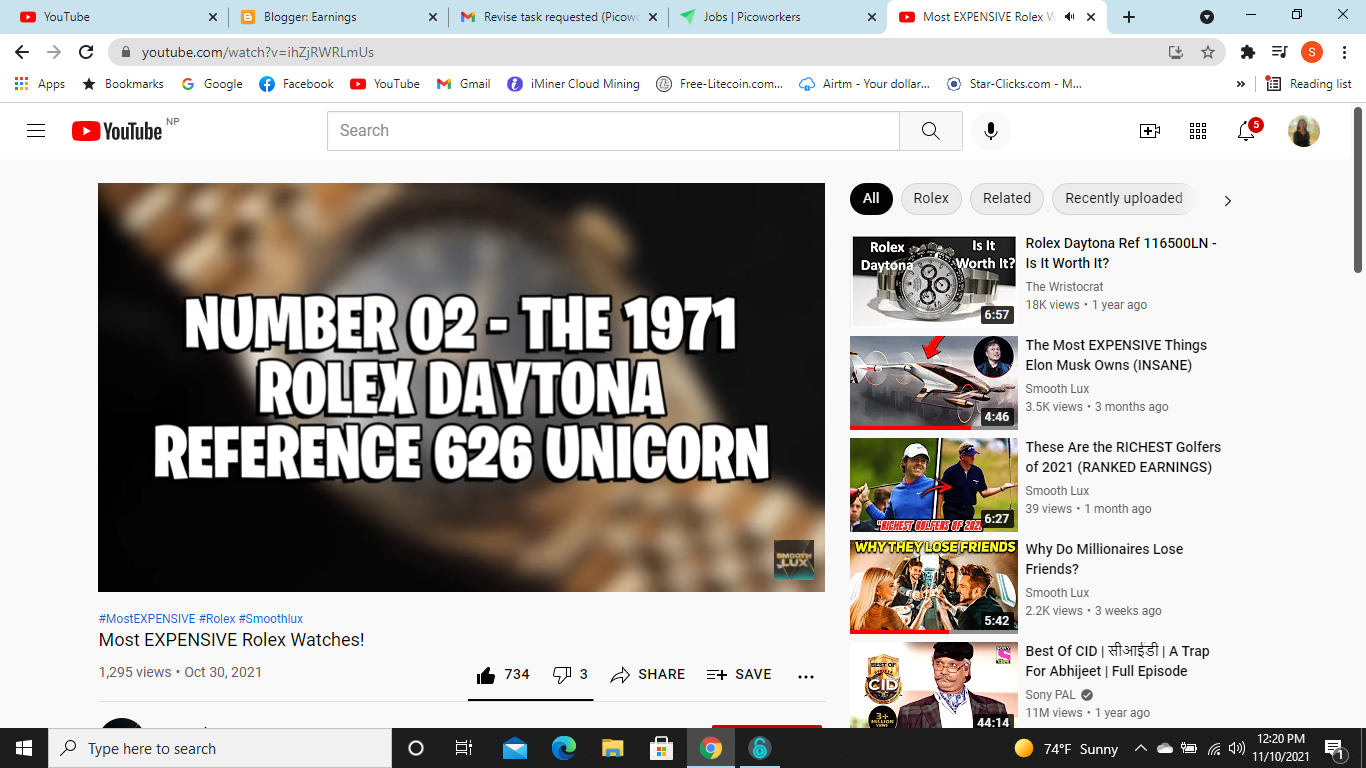 YouTube
Blogger: Earnings
Revise task requested (Picow
Jobs | Picoworkers
Most EXPENSIVE Rolex W
youtube.com/watch?v=ihZjRWRLmUs
S
Apps
Bookmarks
Google
Facebook
YouTube
Gmail
iMiner Cloud Mining
Free-Litecoin.com...
Airtm - Your dollar...
Star-Clicks.com - M...
»
Reading list
YouTube NP
Search
5
NUMBER 02 - THE 1971
ROLEX DAYTONA
REFERENCE 626 UNICORN
SMOOTH
LUX
#MostEXPENSIVE #Rolex #Smoothlux
Most EXPENSIVE Rolex Watches!
1,295 views • Oct 30, 2021
734
3
SHARE
SAVE
All
Rolex
Related
Recently uploaded
Rolex
Daytona
Is It
Worth It?
6:57
Rolex Daytona Ref 116500LN -
Is It Worth It?
The Wristocrat
18K views • 1 year ago
4:46
The Most EXPENSIVE Things
Elon Musk Owns (INSANE)
Smooth Lux
3.5K views • 3 months ago
"RICHEST GOLFERS OF 2021
6:27
These Are the RICHEST Golfers
of 2021 (RANKED EARNINGS)
Smooth Lux
39 views • 1 month ago
WHY THEY LOSE FRIENDS
5:42
Why Do Millionaires Lose
Friends?
Smooth Lux
2.2K views • 3 weeks ago
BEST OF
CID
3+
MILLION
SONY
44:14
Best Of CID | सीआईडी | A Trap
For Abhijeet | Full Episode
Sony PAL
11M views • 1 year ago
Type here to search
74°F Sunny
12:20 PM
11/10/2021
1